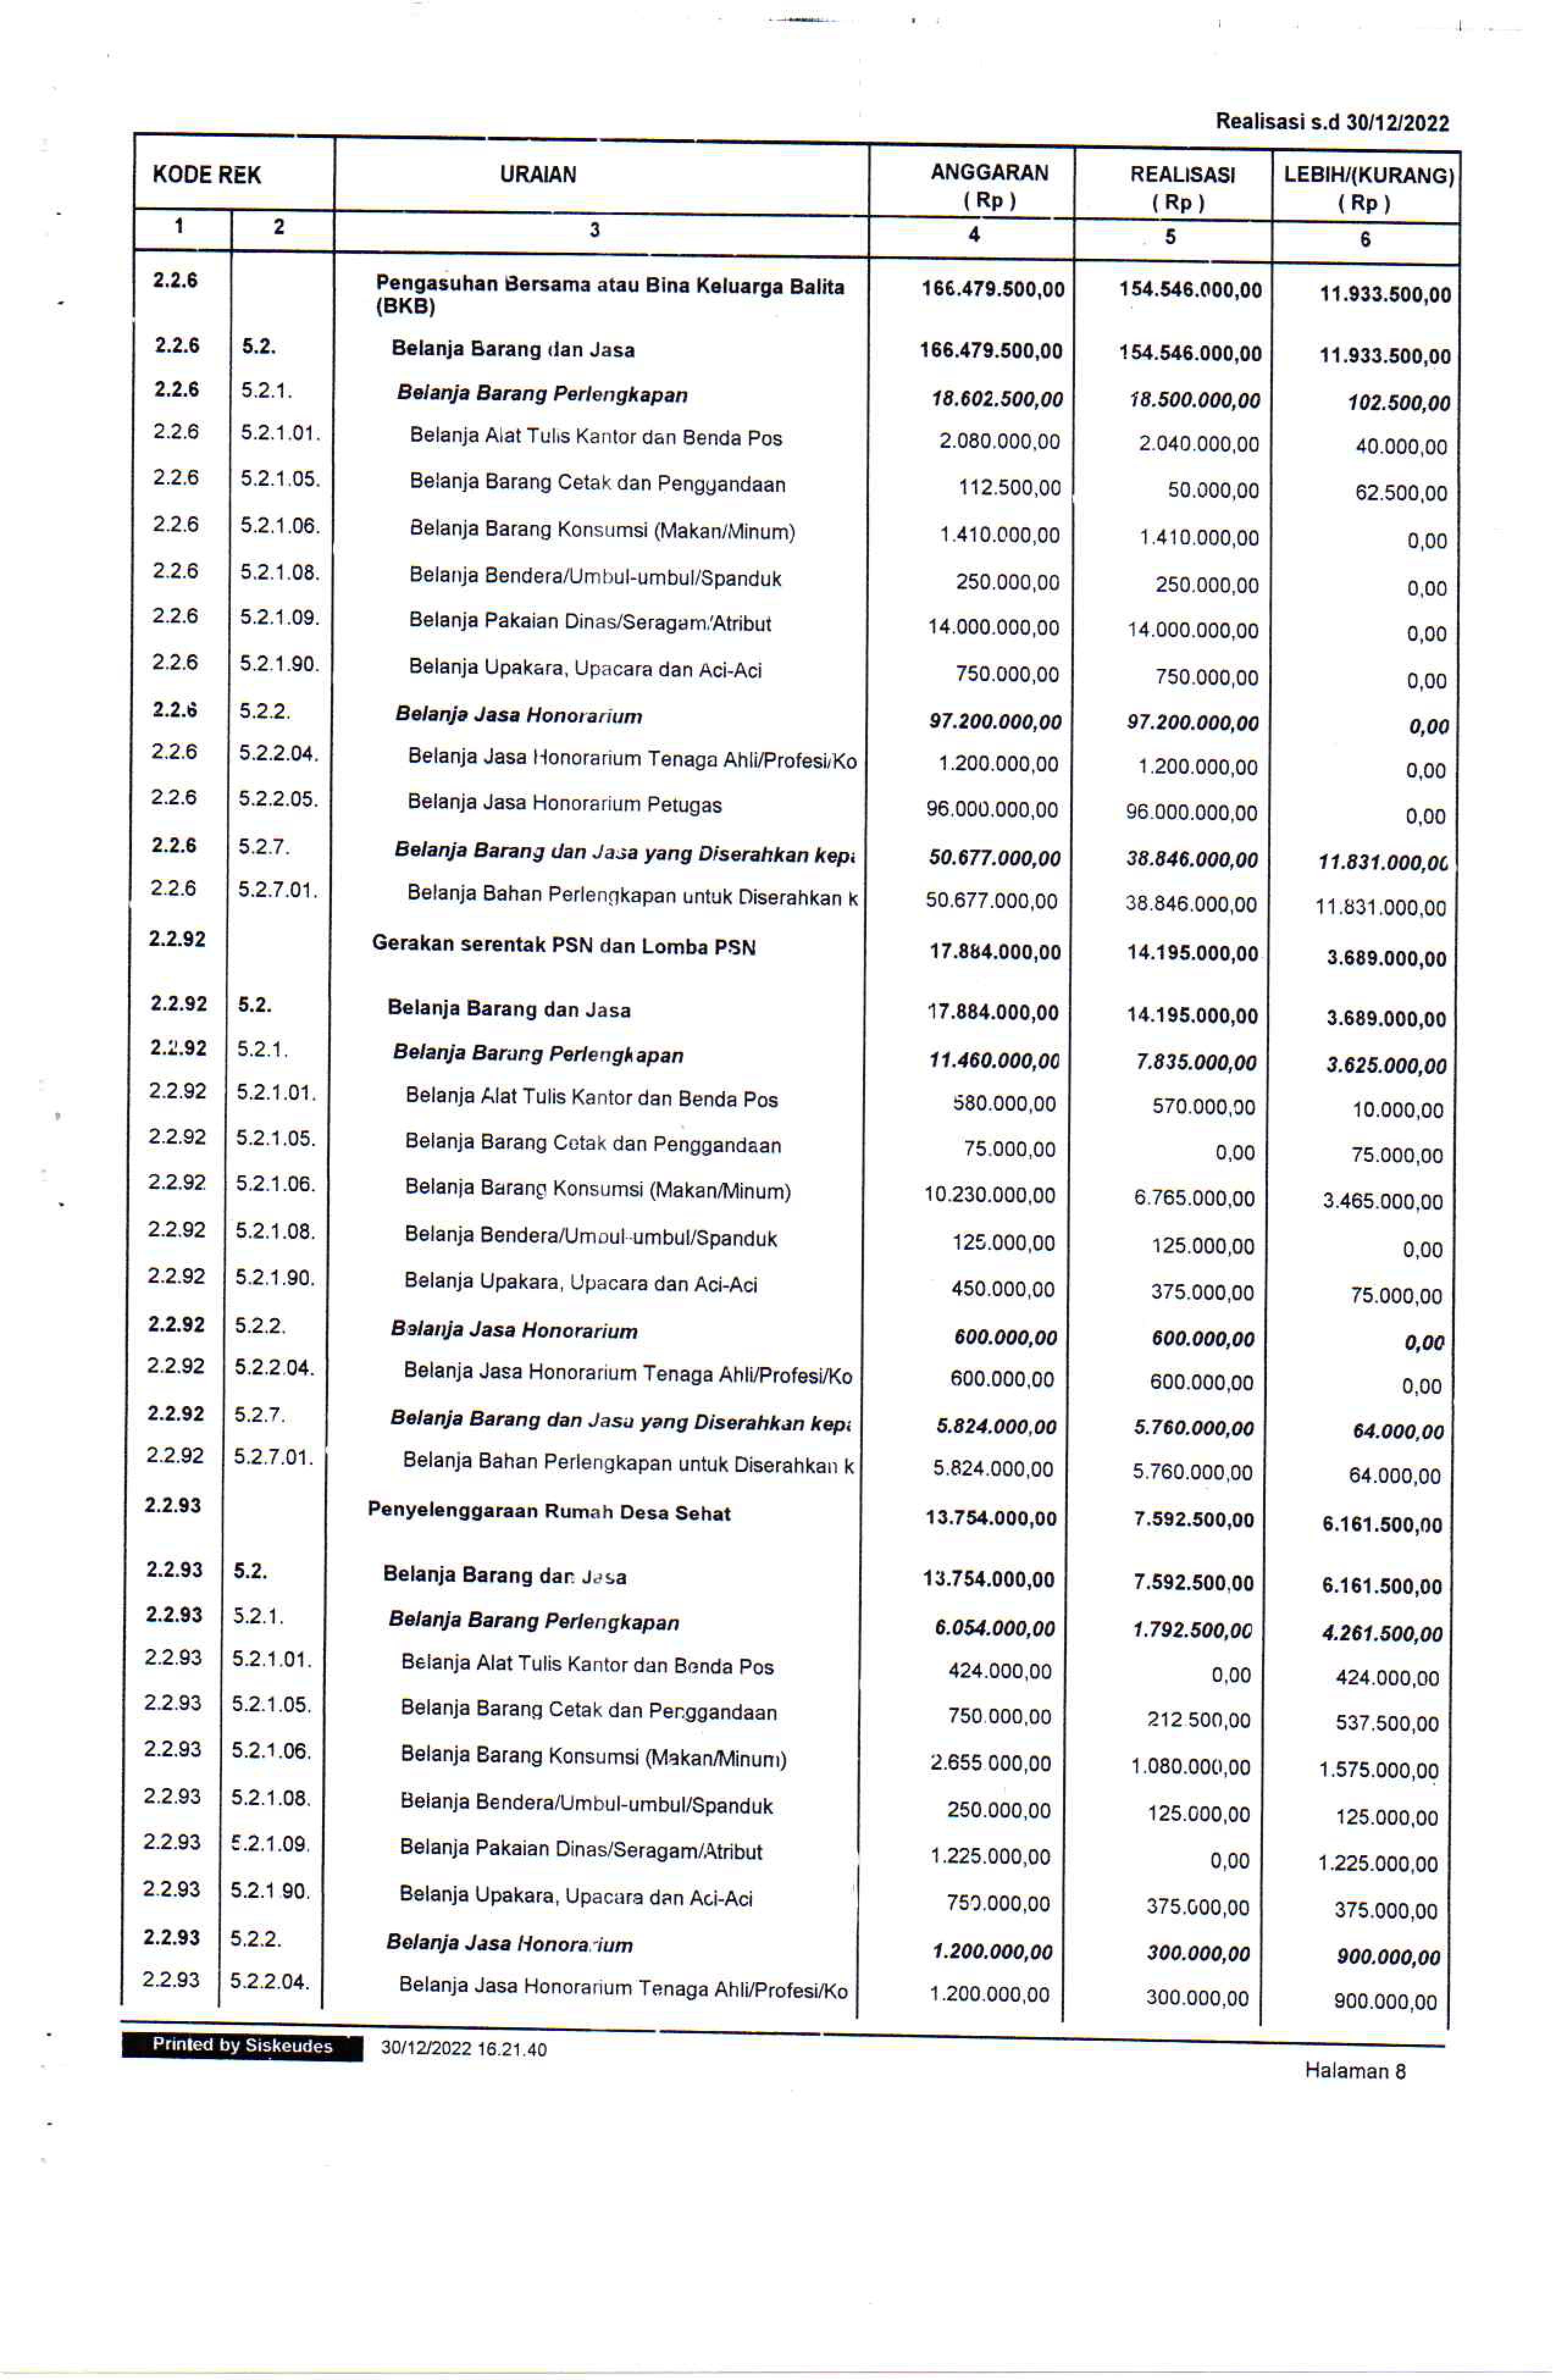 Realisasi s.d 30/12/2022
KODE REK URAIAN ANGGARAN REALISASI LEBIH/(KURANG)
( Rp ) ( Rp ) ( Rp )
1 2 3 4 5 6
2.2.6 Pengasuhan Bersama atau Bina Keluarga Balita 166.479.500,00 154.546.000,00 11.933.500,00
(BKB)
2.2.6 5.2. Belanja Barang dan Jasa 166.479.500,00 154.546.000,00 11.933.500,00
2.2.6 5.2.1. Belanja Barang Perlengkapan 18.602.500,00 18.500.000,00 102.500,00
2.2.6 5.2.1.01. Belanja Alat Tulis Kantor dan Benda Pos 2.080.000,00 2.040.000,00 40.000,00
2.2.6 5.2.1.05. Belanja Barang Cetak dan Penggandaan 112.500,00 50.000,00 62.500,00
2.2.6 5.2.1.06. Belanja Barang Konsumsi (Makan/Minum) 1.410.000,00 1.410.000,00 0,00
2.2.6 5.2.1.08. Belanja Bendera/Umbul-umbul/Spanduk 250.000,00 250.000,00 0,00
2.2.6 5.2.1.09. Belanja Pakaian Dinas/Seragam/Atribut 14.000.000,00 14.000.000,00 0,00
2.2.6 5.2.1.90. Belanja Upakara, Upacara dan Aci-Aci 750.000,00 750.000,00 0,00
2.2.6 5.2.2. Belanja Jasa Honorarium 97.200.000,00 97.200.000,00 0,00
2.2.6 5.2.2.04. Belanja Jasa Honorarium Tenaga Ahli/Profesi/Ko 1.200.000,00 1.200.000,00 0,00
2.2.6 5.2.2.05. Belanja Jasa Honorarium Petugas 96.000.000,00 96.000.000,00 0,00
2.2.6 5.2.7. Belanja Barang dan Jasa yang Diserahkan kepa 50.677.000,00 38.846.000,00 11.831.000,00
2.2.6 5.2.7.01. Belanja Bahan Perlengkapan untuk Diserahkan k 50.677.000,00 38.846.000,00 11.831.000,00
2.2.92 Gerakan serentak PSN dan Lomba PSN 17.884.000,00 14.195.000,00 3.689.000,00
2.2.92 5.2. Belanja Barang dan Jasa 17.884.000,00 14.195.000,00 3.689.000,00
2.2.92 5.2.1. Belanja Barang Perlengkapan 11.460.000,00 7.835.000,00 3.625.000,00
2.2.92 5.2.1.01. Belanja Alat Tulis Kantor dan Benda Pos 580.000,00 570.000,00 10.000,00
2.2.92 5.2.1.05. Belanja Barang Cetak dan Penggandaan 75.000,00 0,00 75.000,00
2.2.92 5.2.1.06. Belanja Barang Konsumsi (Makan/Minum) 10.230.000,00 6.765.000,00 3.465.000,00
2.2.92 5.2.1.08. Belanja Bendera/Umbul-umbul/Spanduk 125.000,00 125.000,00 0,00
2.2.92 5.2.1.90. Belanja Upakara, Upacara dan Aci-Aci 450.000,00 375.000,00 75.000,00
2.2.92 5.2.2. Belanja Jasa Honorarium 600.000,00 600.000,00 0,00
2.2.92 5.2.2.04. Belanja Jasa Honorarium Tenaga Ahli/Profesi/Ko 600.000,00 600.000,00 0,00
2.2.92 5.2.7. Belanja Barang dan Jasa yang Diserahkan kepa 5.824.000,00 5.760.000,00 64.000,00
2.2.92 5.2.7.01. Belanja Bahan Perlengkapan untuk Diserahkan k 5.824.000,00 5.760.000,00 64.000,00
2.2.93 Penyelenggaraan Rumah Desa Sehat 13.754.000,00 7.592.500,00 6.161.500,00
2.2.93 5.2. Belanja Barang dan Jasa 13.754.000,00 7.592.500,00 6.161.500,00
2.2.93 5.2.1. Belanja Barang Perlengkapan 6.054.000,00 1.792.500,00 4.261.500,00
2.2.93 5.2.1.01. Belanja Alat Tulis Kantor dan Benda Pos 424.000,00 0,00 424.000,00
2.2.93 5.2.1.05. Belanja Barang Cetak dan Penggandaan 750.000,00 212.500,00 537.500,00
2.2.93 5.2.1.06. Belanja Barang Konsumsi (Makan/Minum) 2.655.000,00 1.080.000,00 1.575.000,00
2.2.93 5.2.1.08. Belanja Bendera/Umbul-umbul/Spanduk 250.000,00 125.000,00 125.000,00
2.2.93 5.2.1.09. Belanja Pakaian Dinas/Seragam/Atribut 1.225.000,00 0,00 1.225.000,00
2.2.93 5.2.1.90. Belanja Upakara, Upacara dan Aci-Aci 750.000,00 375.000,00 375.000,00
2.2.93 5.2.2. Belanja Jasa Honorarium 1.200.000,00 300.000,00 900.000,00
2.2.93 5.2.2.04. Belanja Jasa Honorarium Tenaga Ahli/Profesi/Ko 1.200.000,00 300.000,00 900.000,00
Printed by Siskeudes 30/12/2022 16.21.40
Halaman 8